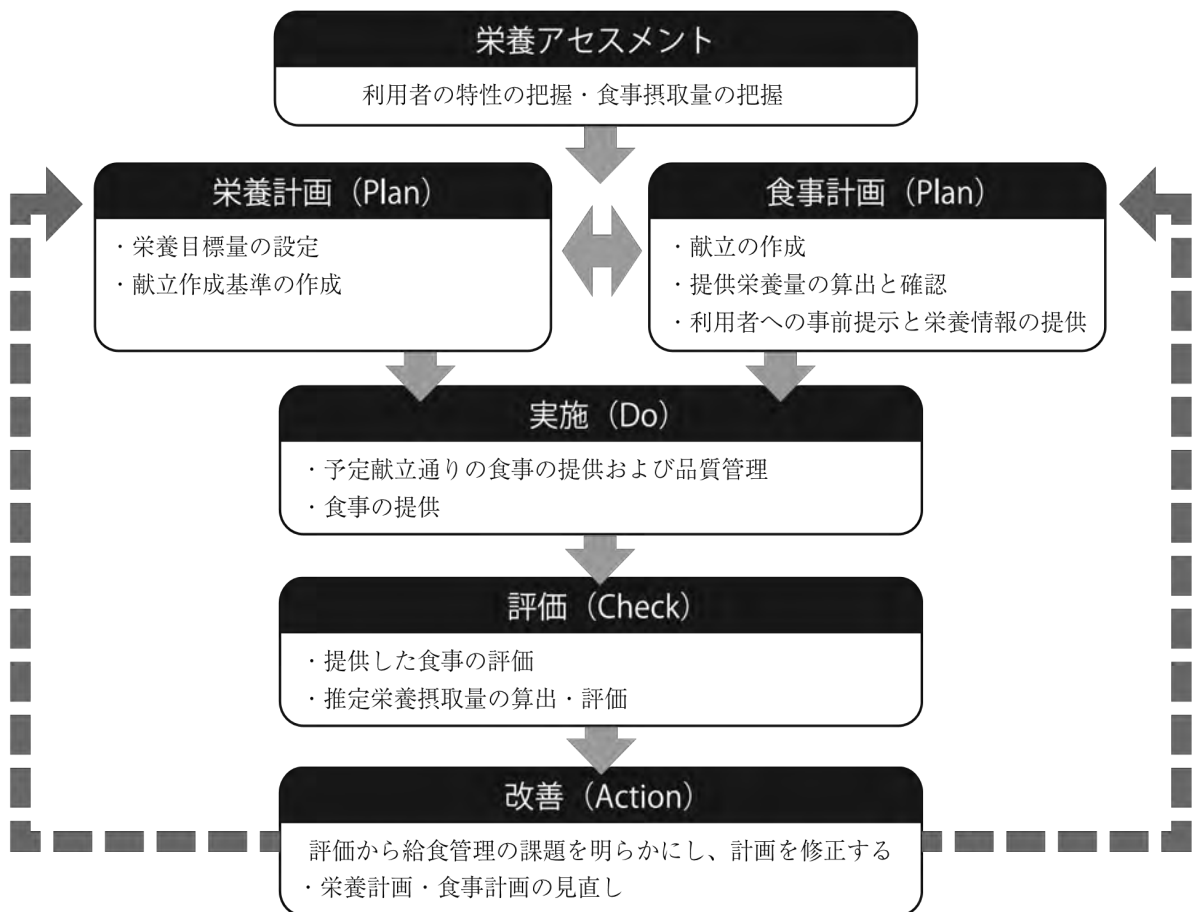 栄養アセスメント
利用者の特性の把握・食事摂取量の把握
栄養計画（Plan）
・栄養目標量の設定
・献立作成基準の作成
食事計画（Plan）
・献立の作成
・提供栄養量の算出と確認
・利用者への事前提示と栄養情報の提供
実施（Do）
・予定献立通りの食事の提供および品質管理
・食事の提供
評価（Check）
・提供した食事の評価
・推定栄養摂取量の算出・評価
改善（Action）
評価から給食管理の課題を明らかにし、計画を修正する
・栄養計画・食事計画の見直し